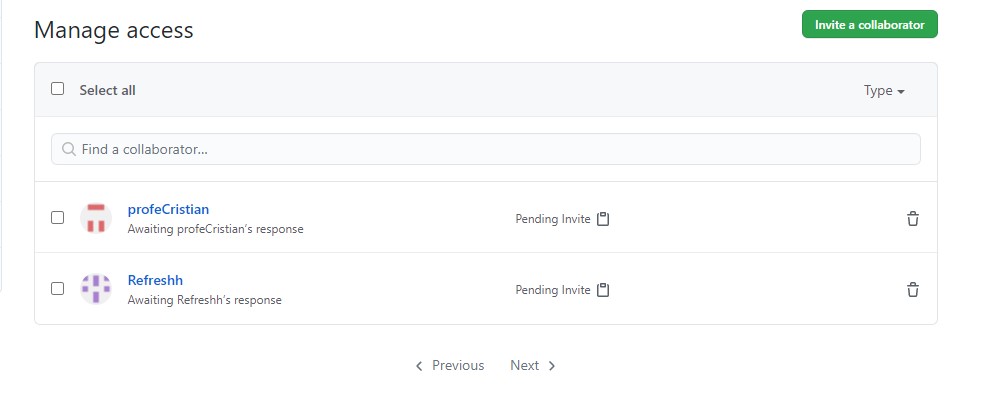 Manage access
Invite a collaborator
Select all
Type
Find a collaborator...
profeCristian
Awaiting profeCristian's response
Pending Invite
Refreshh
Awaiting Refreshh's response
Pending Invite
Previous Next